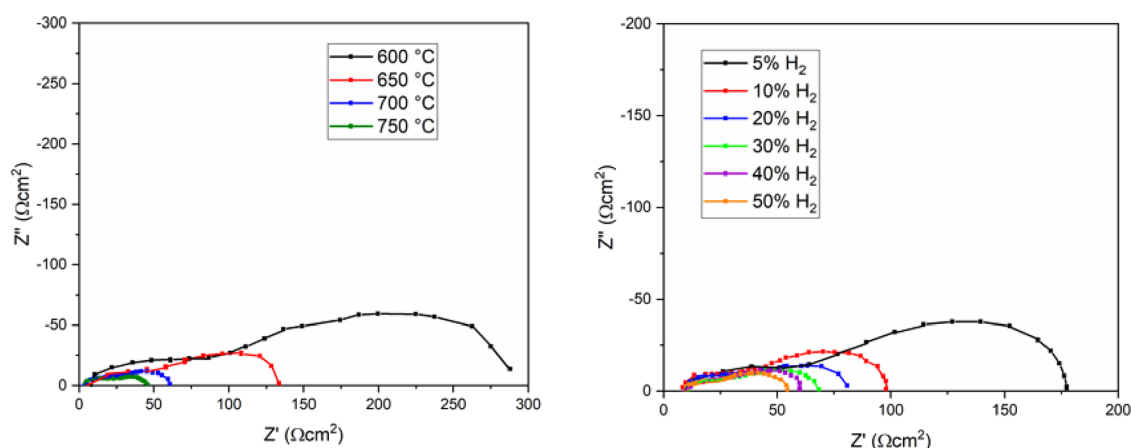 -300
-250
-200
-150
-100
-50
0
0
50
100
150
200
250
300
Z'' (Ωcm²)
Z' (Ωcm²)
600 °C
650 °C
700 °C
750 °C
-200
-150
-100
-50
0
0
50
100
150
200
Z'' (Ωcm²)
Z' (Ωcm²)
5% H₂
10% H₂
20% H₂
30% H₂
40% H₂
50% H₂